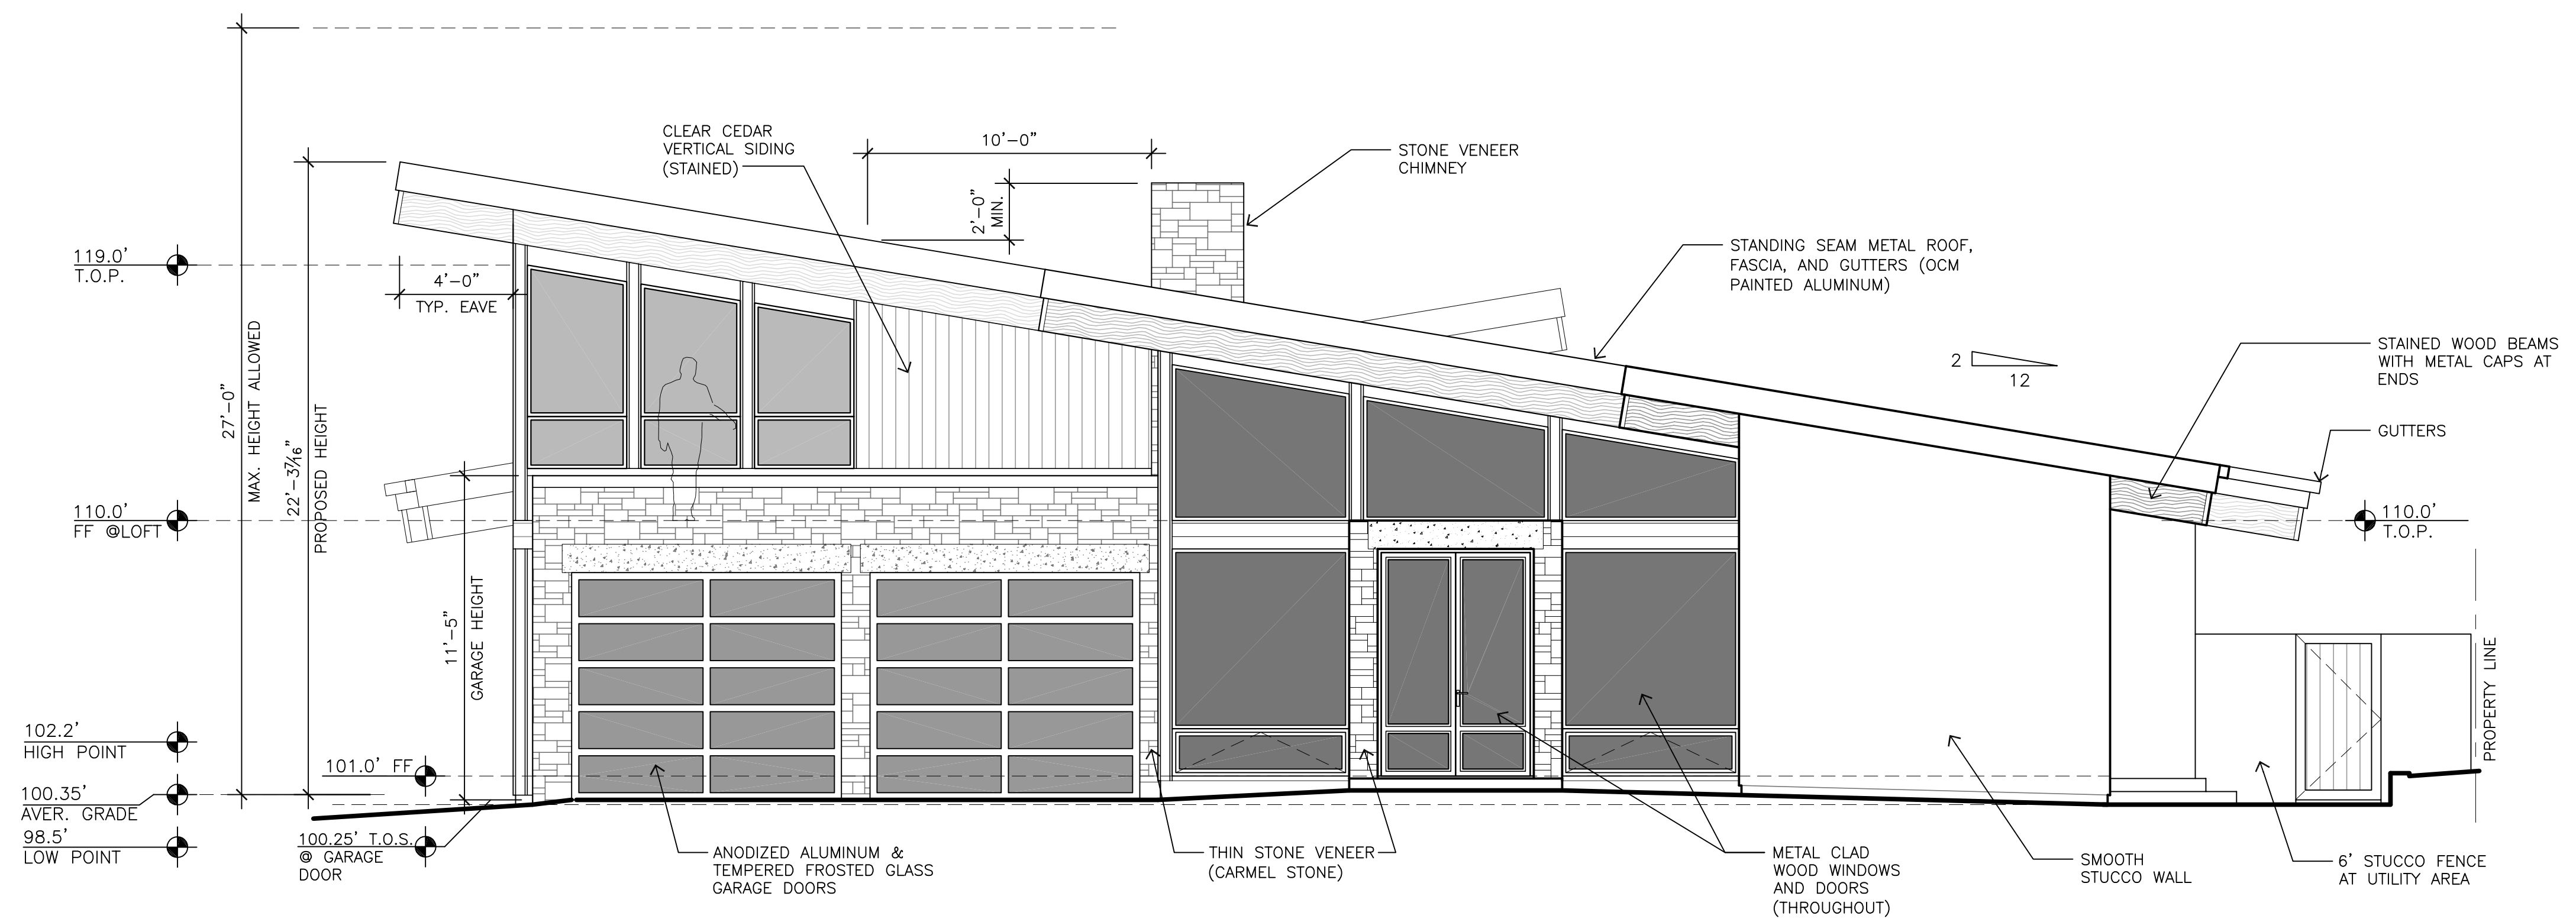 CLEAR CEDAR
VERTICAL SIDING
(STAINED)
10'-0"
2'-0"
MIN.
STONE VENEER
CHIMNEY
STANDING SEAM METAL ROOF,
FASCIA, AND GUTTERS (OCM
PAINTED ALUMINUM)
119.0'
T.O.P.
4'-0"
TYP. EAVE
27'-0"
MAX. HEIGHT ALLOWED
22'-3 7/16"
PROPOSED HEIGHT
2
12
STAINED WOOD BEAMS
WITH METAL CAPS AT
ENDS
GUTTERS
110.0'
FF @LOFT
110.0'
T.O.P.
11'-5"
GARAGE HEIGHT
PROPERTY LINE
102.2'
HIGH POINT
101.0' FF
100.35'
AVER. GRADE
98.5'
LOW POINT
100.25' T.O.S.
@ GARAGE
DOOR
ANODIZED ALUMINUM &
TEMPERED FROSTED GLASS
GARAGE DOORS
THIN STONE VENEER
(CARMEL STONE)
METAL CLAD
WOOD WINDOWS
AND DOORS
(THROUGHOUT)
SMOOTH
STUCCO WALL
6' STUCCO FENCE
AT UTILITY AREA